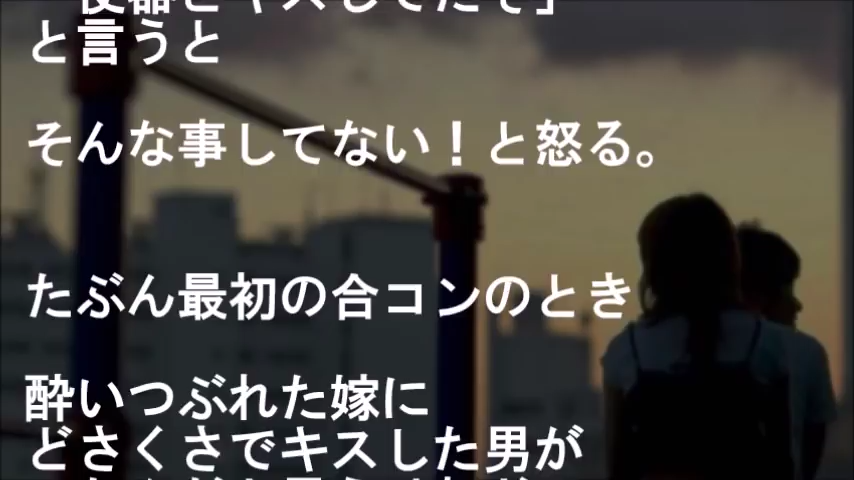 と言うと
そんな事してない！と怒る。
たぶん最初の合コンのとき
酔いつぶれた嫁に
どさくさでキスした男が